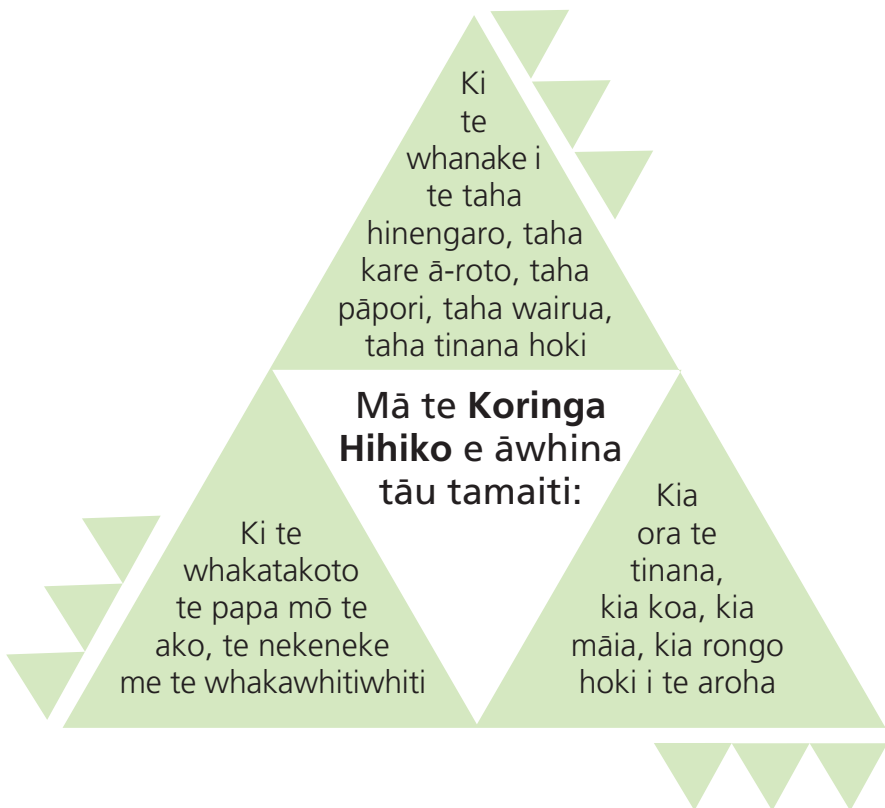 Ki
te
whanake i
te taha
hinengaro, taha
kare ā-roto, taha
pāpori, taha wairua,
taha tinana hoki
Mā te Koringa
Hihiko e āwhina
tāu tamaiti:
Ki te
whakatakoto
te papa mō te
ako, te nekeneke
me te whakawhitiwhiti
Kia
ora te
tinana,
kia koa, kia
māia, kia rongo
hoki i te aroha